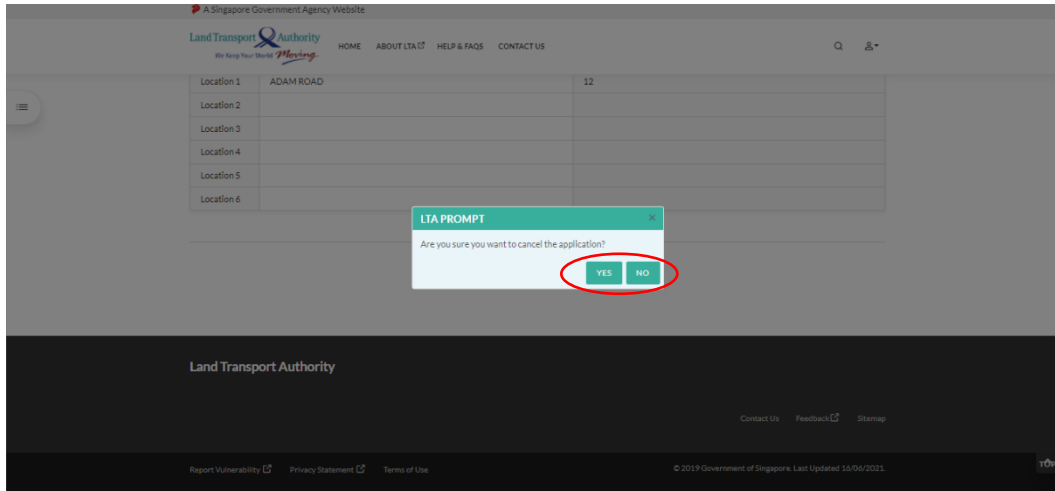 A Singapore Government Agency Website
Land Transport Authority
We Keep Your World Moving
HOME ABOUT LTA HELP & FAQS CONTACT US
Location 1 ADAM ROAD 12
Location 2
Location 3
Location 4
Location 5
Location 6
LTA PROMPT ×
Are you sure you want to cancel the application?
YES NO
Land Transport Authority
Contact Us Feedback Sitemap
Report Vulnerability Privacy Statement Terms of Use © 2019 Government of Singapore. Last Updated 16/06/2021.
TOP